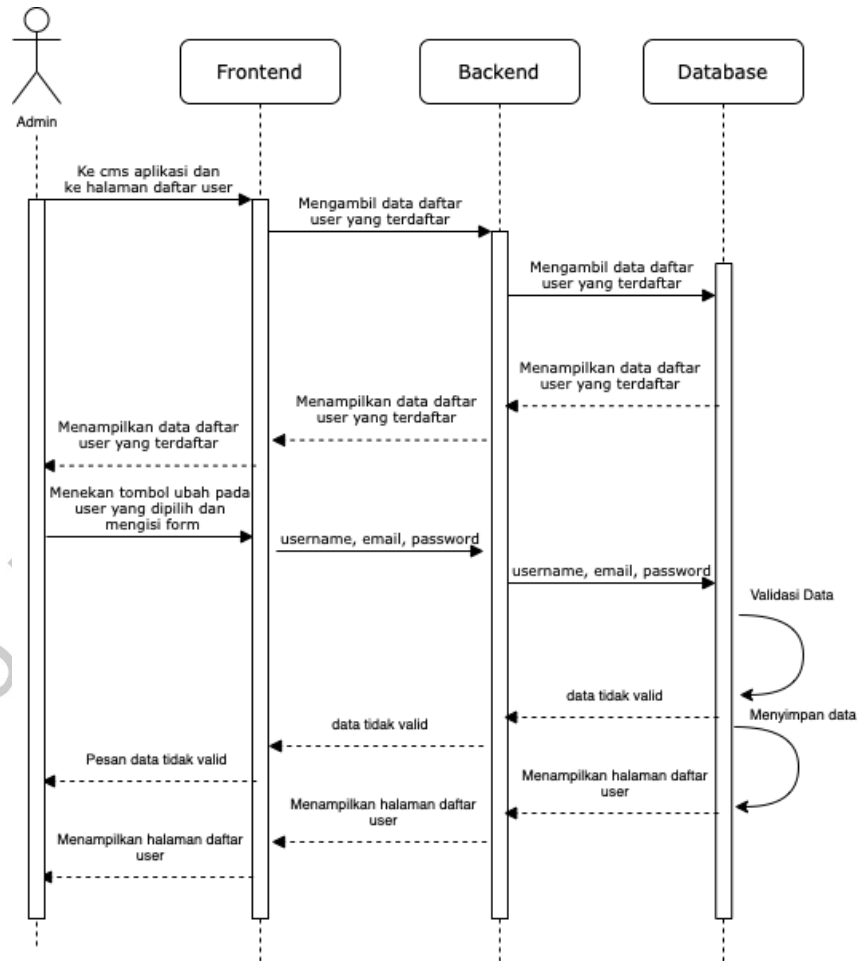 Frontend
Backend
Database
Admin
Ke cms aplikasi dan
ke halaman daftar user
Mengambil data daftar
user yang terdaftar
Mengambil data daftar
user yang terdaftar
Menampilkan data daftar
user yang terdaftar
Menampilkan data daftar
user yang terdaftar
Menampilkan data daftar
user yang terdaftar
Menekan tombol ubah pada
user yang dipilih dan
mengisi form
username, email, password
username, email, password
Validasi Data
data tidak valid
Menyimpan data
data tidak valid
Pesan data tidak valid
Menampilkan halaman daftar
user
Menampilkan halaman daftar
user
Menampilkan halaman daftar
user